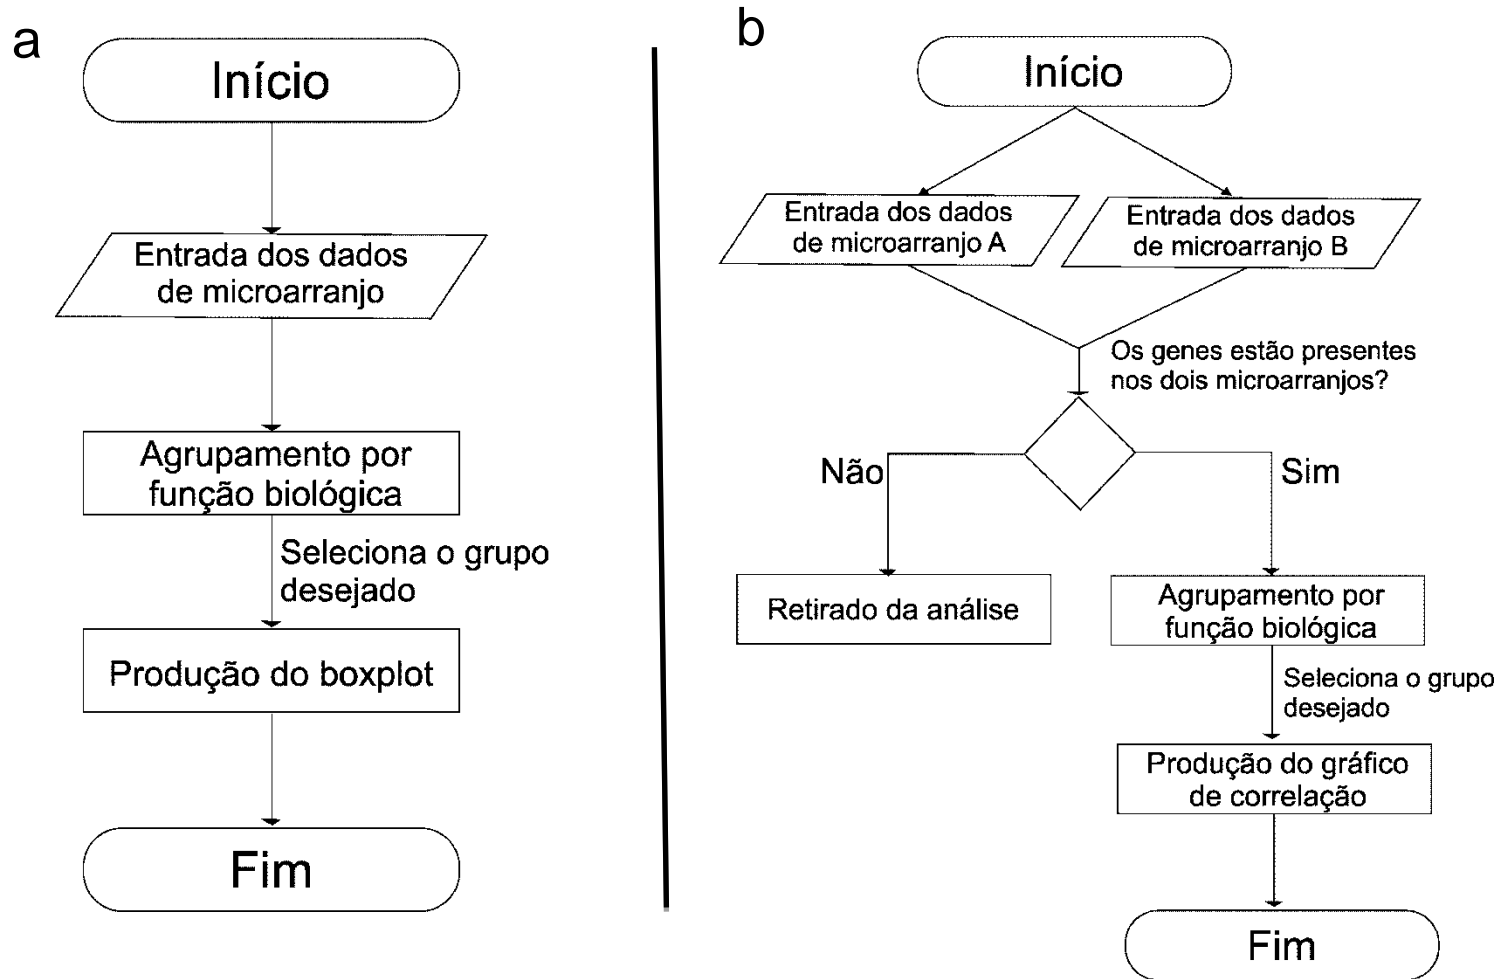 a
Início
Entrada dos dados
de microarranjo
Agrupamento por
função biológica
Seleciona o grupo
desejado
Produção do boxplot
Fim
b
Início
Entrada dos dados
de microarranjo A
Entrada dos dados
de microarranjo B
Os genes estão presentes
nos dois microarranjos?
Não
Sim
Retirado da análise
Agrupamento por
função biológica
Seleciona o grupo
desejado
Produção do gráfico
de correlação
Fim